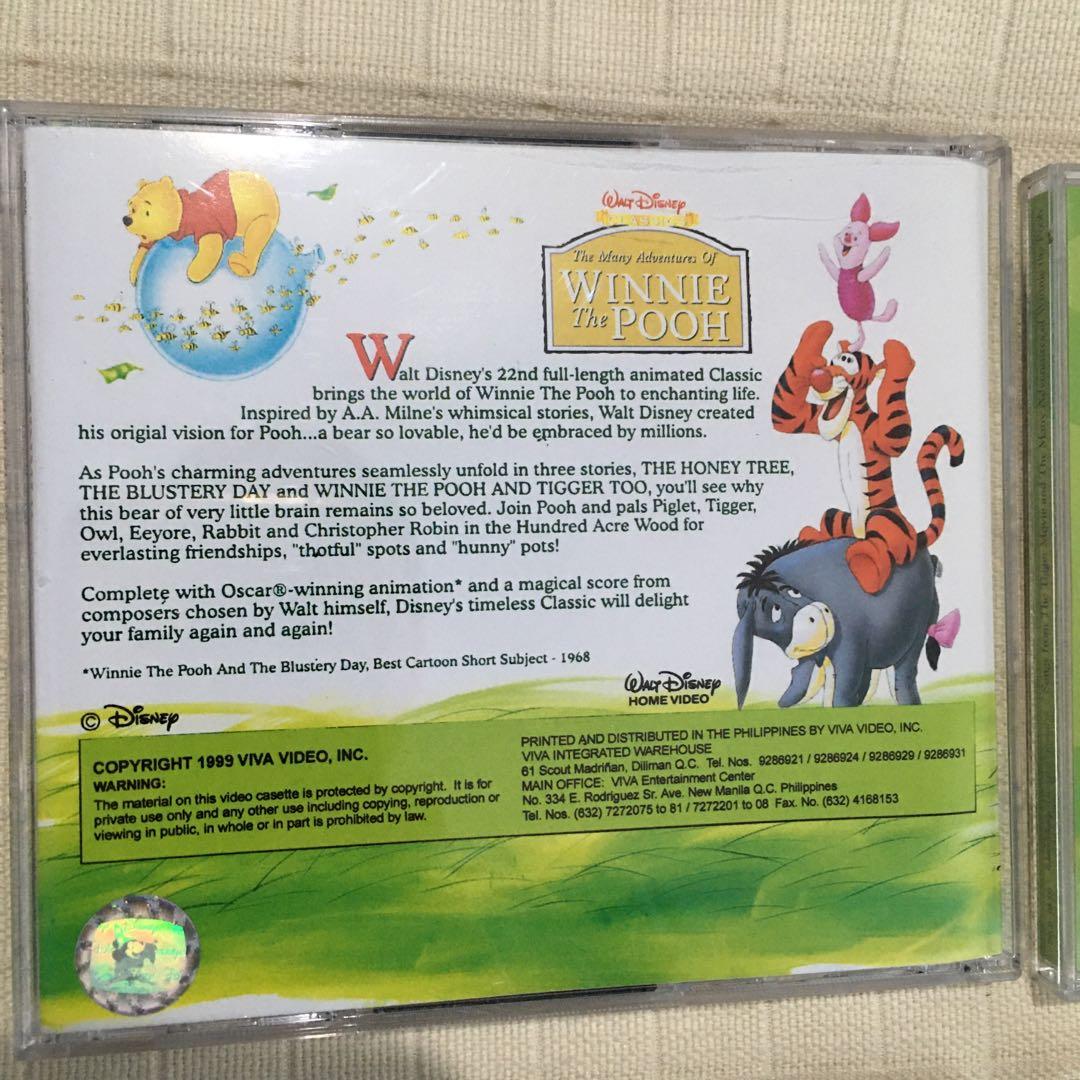 WALT DISNEY
CLASSICS
The Many Adventures Of
WINNIE
The POOH
Walt Disney's 22nd full-length animated Classic
brings the world of Winnie The Pooh to enchanting life.
Inspired by A.A. Milne's whimsical stories, Walt Disney created
his origial vision for Pooh...a bear so lovable, he'd be embraced by millions.
As Pooh's charming adventures seamlessly unfold in three stories, THE HONEY TREE,
THE BLUSTERY DAY and WINNIE THE POOH AND TIGGER TOO, you'll see why
this bear of very little brain remains so beloved. Join Pooh and pals Piglet, Tigger,
Owl, Eeyore, Rabbit and Christopher Robin in the Hundred Acre Wood for
everlasting friendships, "thotful" spots and "hunny" pots!
Complete with Oscar®-winning animation* and a magical score from
composers chosen by Walt himself, Disney's timeless Classic will delight
your family again and again!
*Winnie The Pooh And The Blustery Day, Best Cartoon Short Subject - 1968
WALT DISNEY
HOME VIDEO
© Disney
COPYRIGHT 1999 VIVA VIDEO, INC.
WARNING:
The material on this video casette is protected by copyright. It is for
private use only and any other use including copying, reproduction or
viewing in public, in whole or in part is prohibited by law.
PRINTED AND DISTRIBUTED IN THE PHILIPPINES BY VIVA VIDEO, INC.
VIVA INTEGRATED WAREHOUSE
61 Scout Madriñan, Diliman Q.C. Tel. Nos. 9286921 / 9286924 / 9286929 / 9286931
MAIN OFFICE: VIVA Entertainment Center
No. 334 E. Rodriguez Sr. Ave. New Manila Q.C. Philippines
Tel. Nos. (632) 7272075 to 81 / 7272201 to 08 Fax. No. (632) 4168153